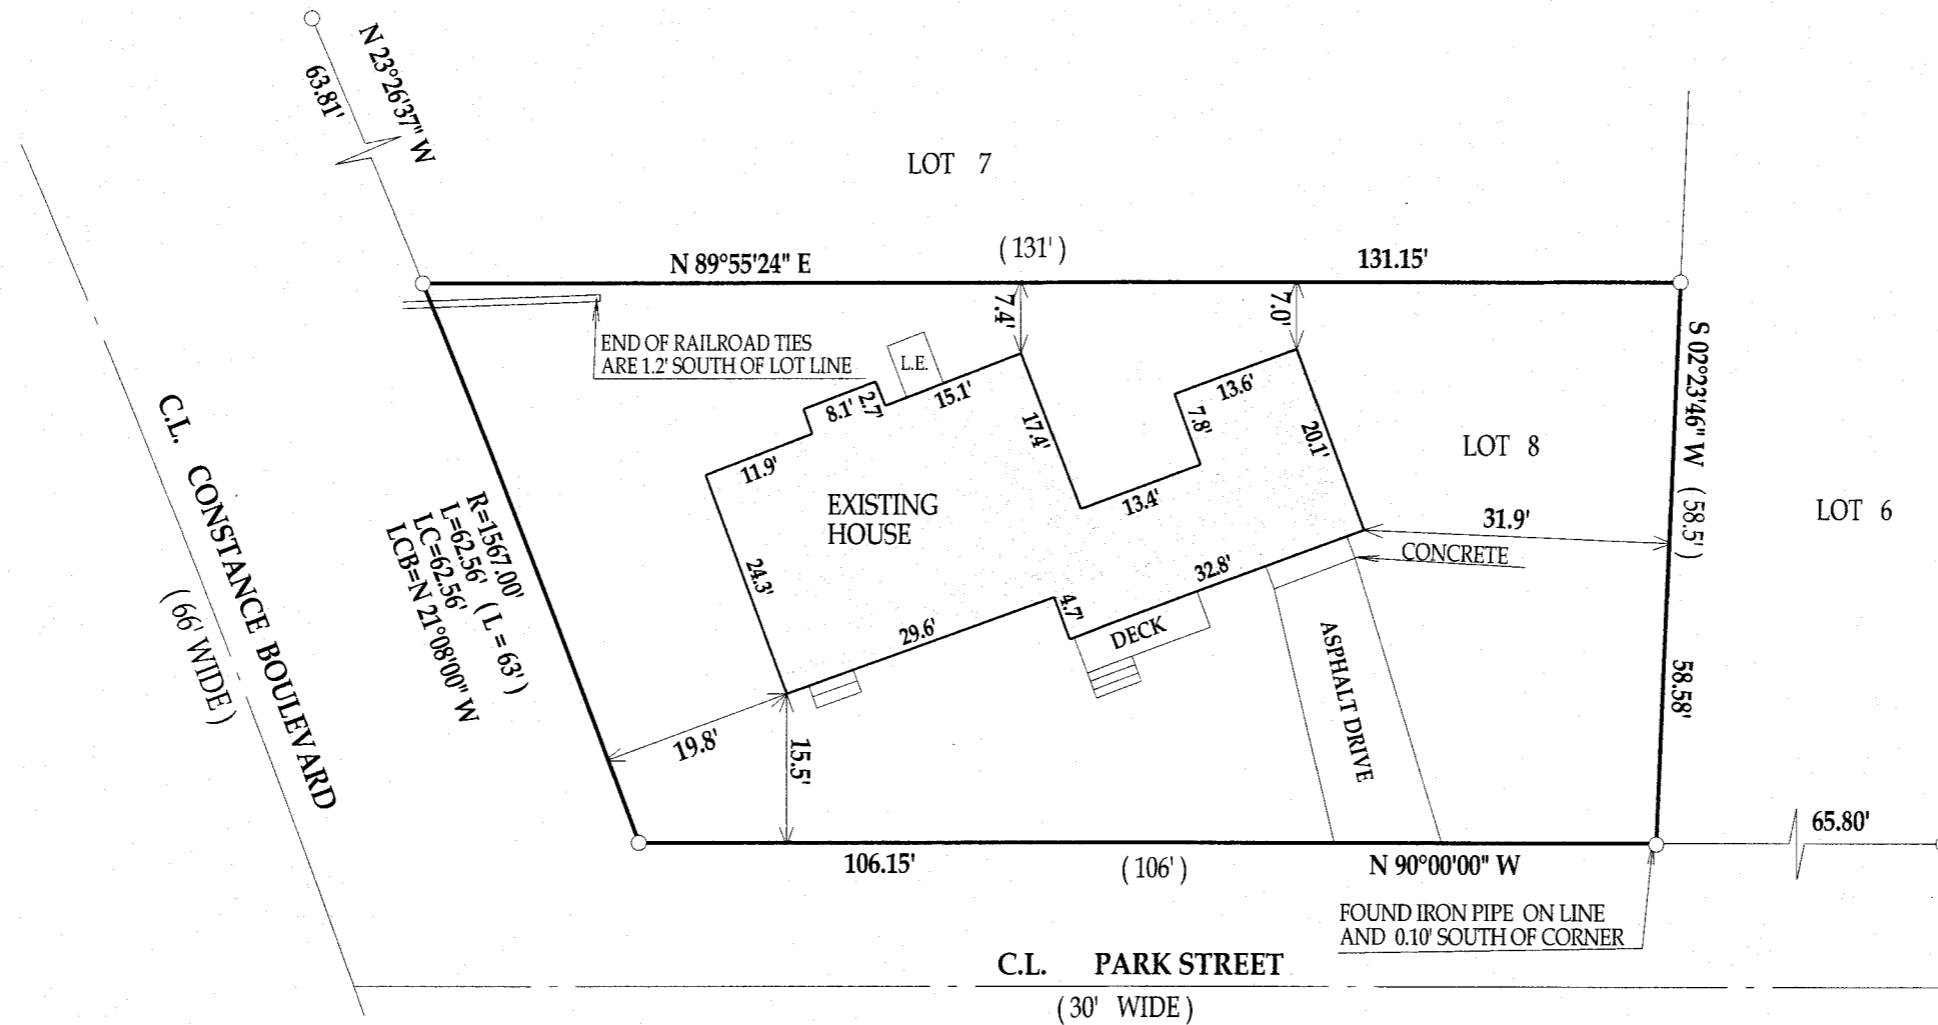 N 23°26'37" W
63.81'
LOT 7
N 89°55'24" E
(131')
131.15'
7.4'
7.0'
END OF RAILROAD TIES
ARE 1.2' SOUTH OF LOT LINE
L.E.
8.1'
2.7'
15.1'
13.6'
7.8'
17.4'
20.1'
11.9'
13.4'
EXISTING
HOUSE
LOT 8
S 02°23'46" W (58.5')
58.58'
LOT 6
31.9'
CONCRETE
32.8'
24.3'
29.6'
4.7'
DECK
ASPHALT DRIVE
R=1567.00'
L=62.56' (L = 63')
LC=62.56'
LCB=N 21°08'00" W
C.L. CONSTANCE BOULEVARD
(66' WIDE)
19.8'
15.5'
106.15'
(106')
N 90°00'00" W
65.80'
FOUND IRON PIPE ON LINE
AND 0.10' SOUTH OF CORNER
C.L. PARK STREET
(30' WIDE)